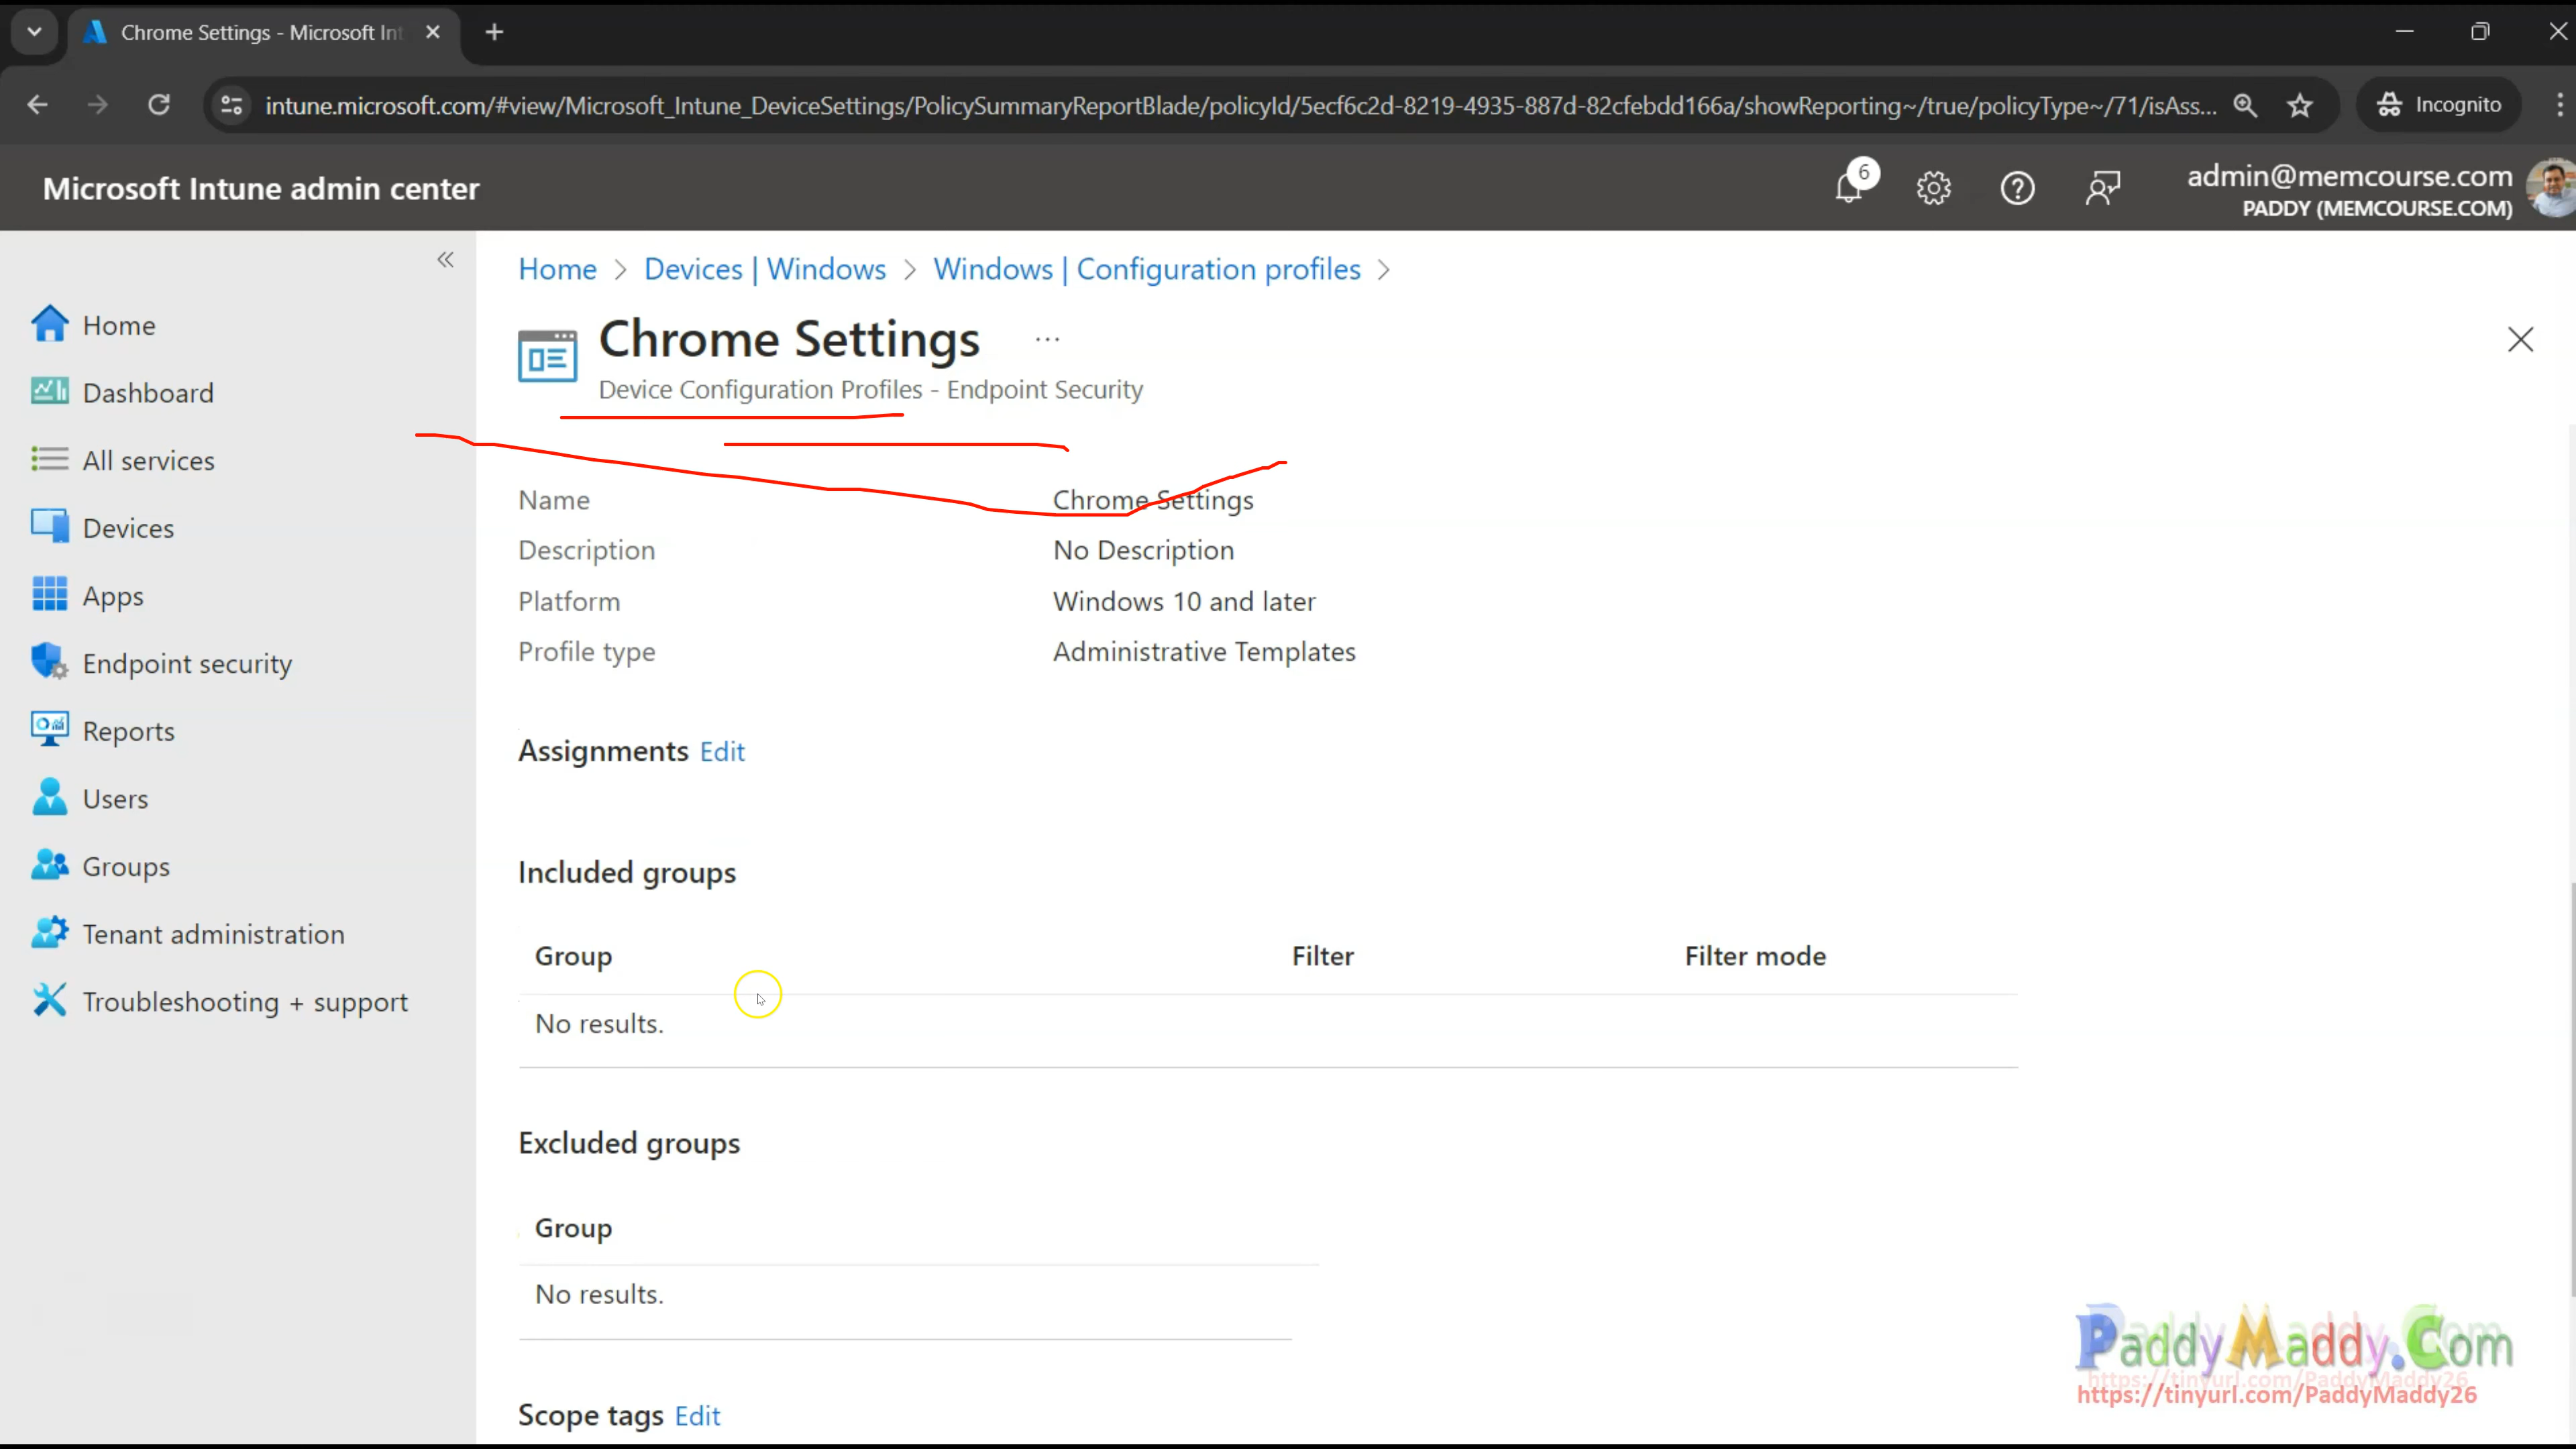 Chrome Settings - Microsoft Int
intune.microsoft.com/#view/Microsoft_Intune_DeviceSettings/PolicySummaryReportBlade/policyId/5ecf6c2d-8219-4935-887d-82cfebdd166a/showReporting~/true/policyType~/71/isAss...
Incognito
Microsoft Intune admin center
6
admin@memcourse.com
PADDY (MEMCOURSE.COM)
Home
Dashboard
All services
Devices
Apps
Endpoint security
Reports
Users
Groups
Tenant administration
Troubleshooting + support
Home > Devices | Windows > Windows | Configuration profiles >
Chrome Settings ...
Device Configuration Profiles - Endpoint Security
Name Chrome Settings
Description No Description
Platform Windows 10 and later
Profile type Administrative Templates
Assignments Edit
Included groups
Group Filter Filter mode
No results.
Excluded groups
Group
No results.
Scope tags Edit
PaddyMaddy.Com
https://tinyurl.com/PaddyMaddy26